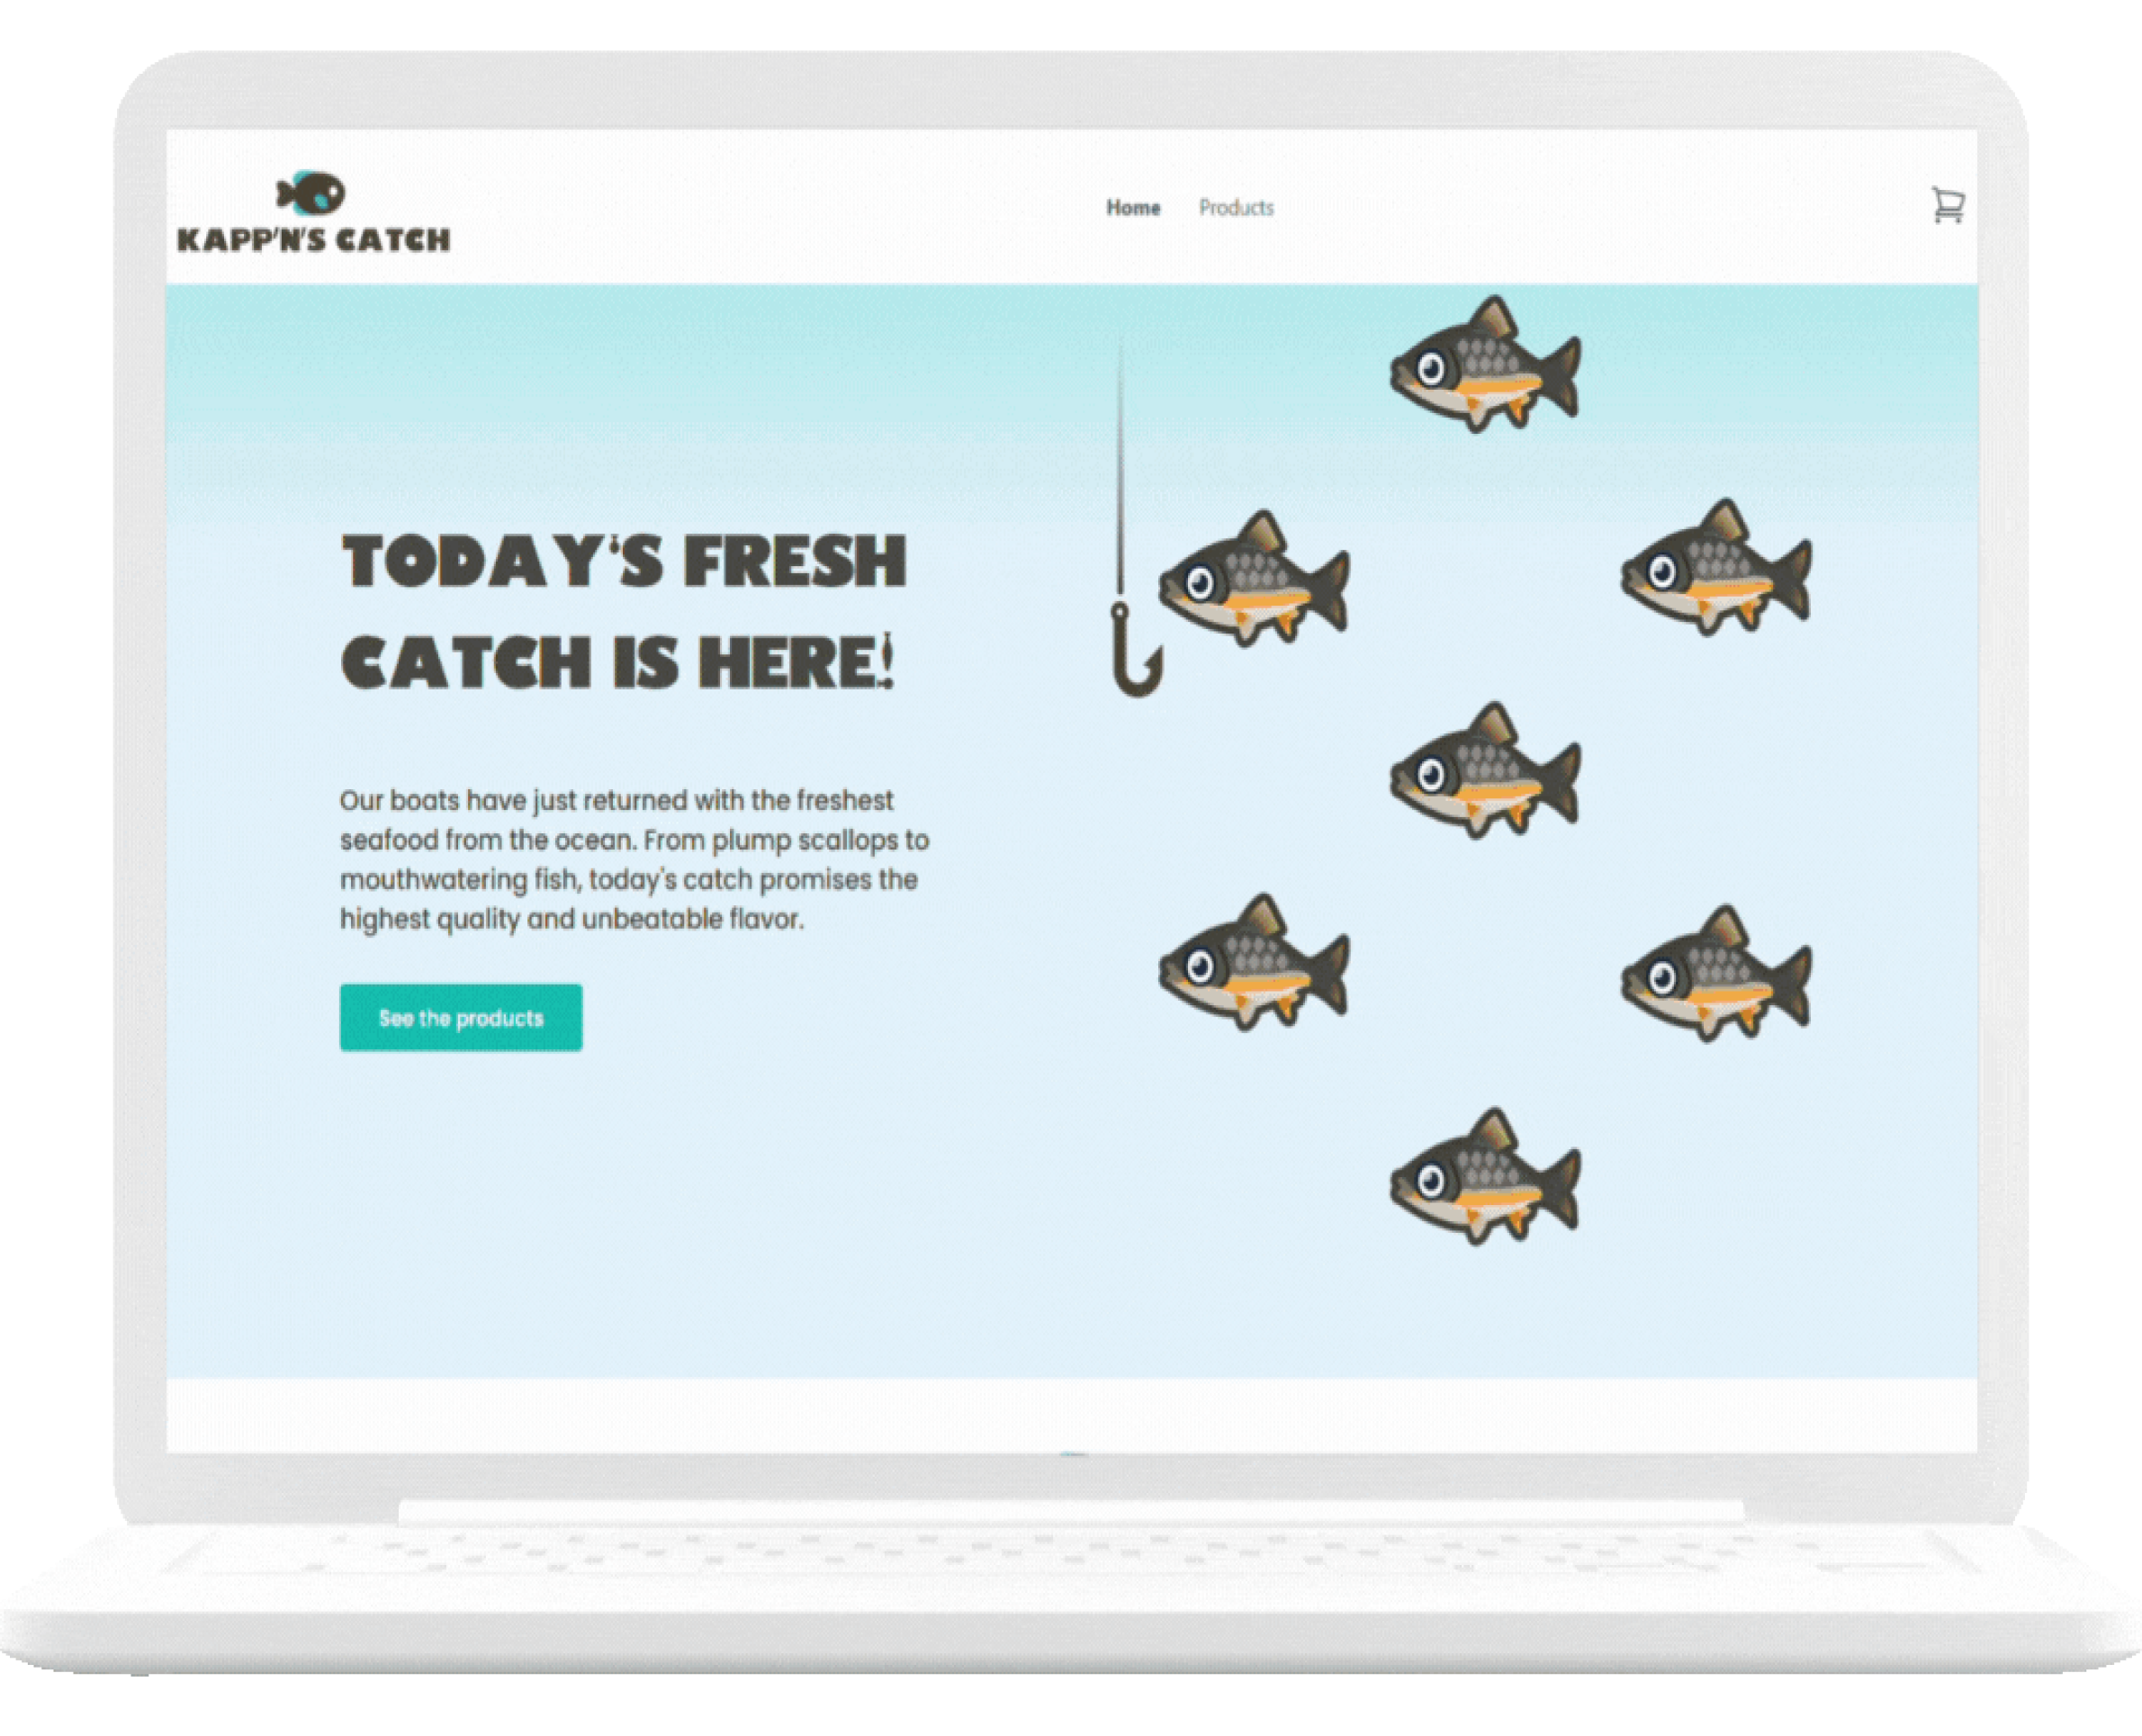 KAPP'N'S CATCH
Home
Products
TODAY'S FRESH
CATCH IS HERE!
Our boats have just returned with the freshest
seafood from the ocean. From plump scallops to
mouthwatering fish, today's catch promises the
highest quality and unbeatable flavor.
See the products